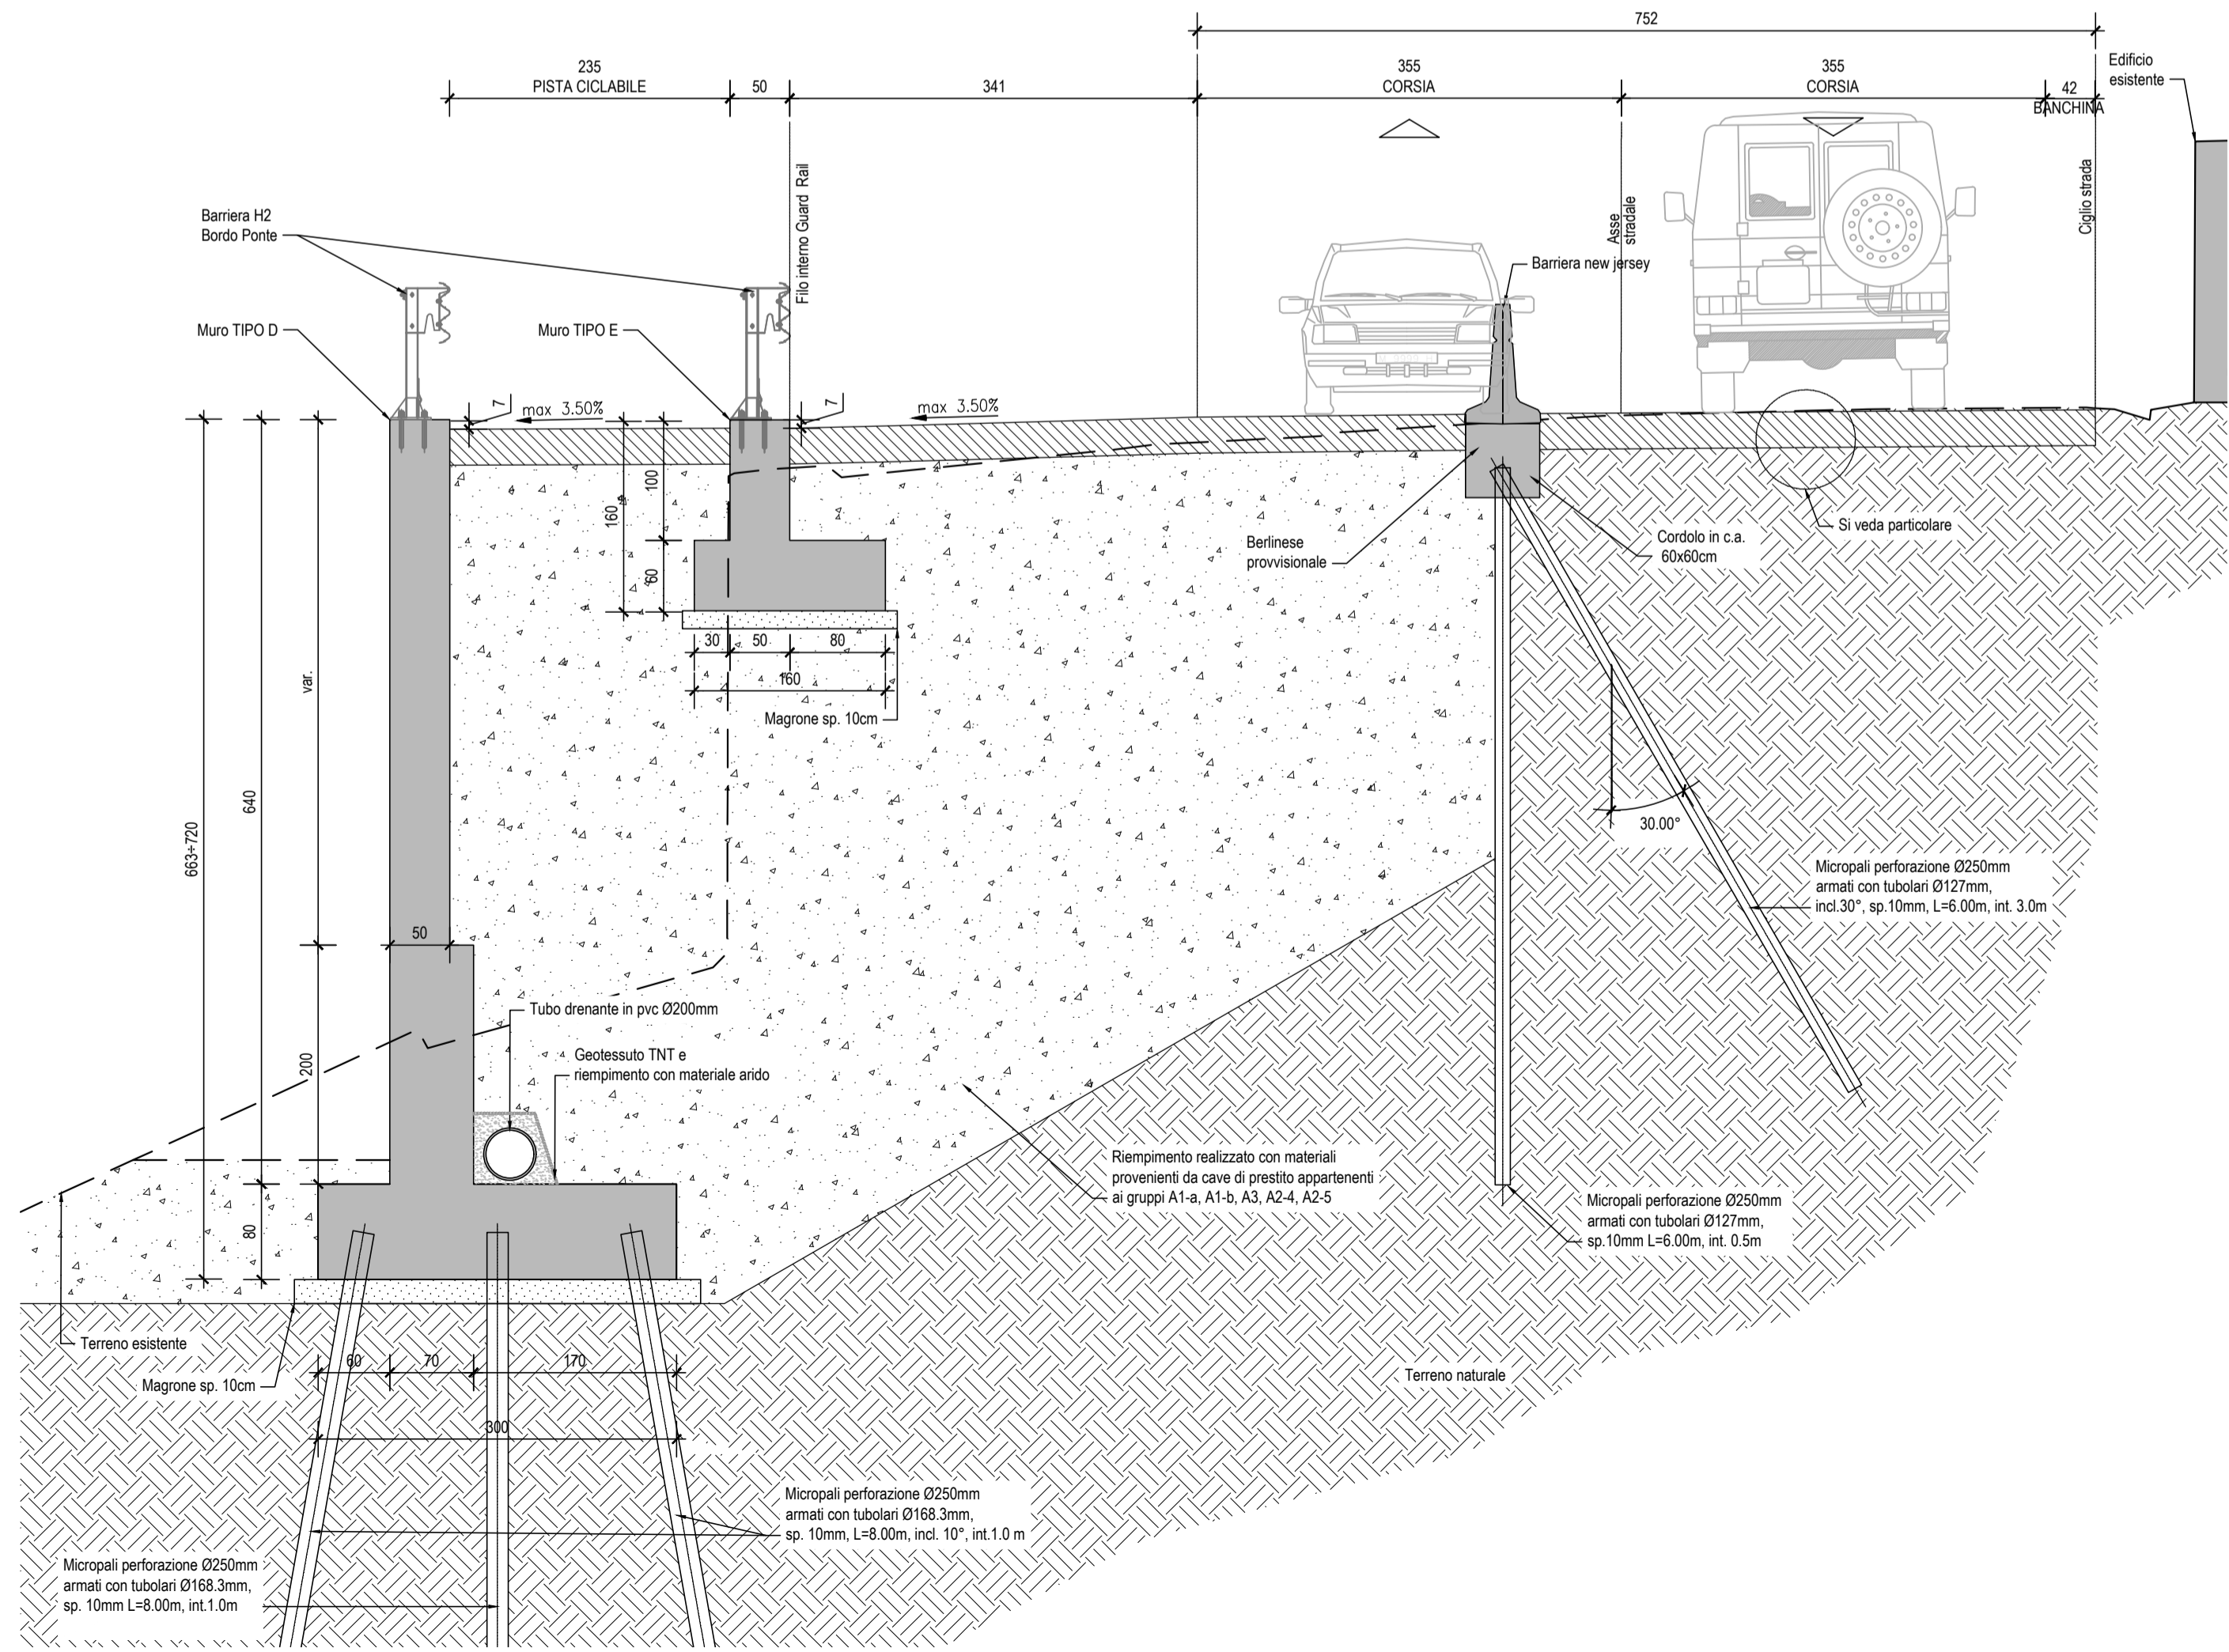 752
235
PISTA CICLABILE
50
341
355
CORSIA
355
CORSIA
42
BANCHINA
Edificio
esistente
Filo interno Guard Rail
Asse
stradale
Ciglio strada
Barriera H2
Bordo Ponte
Barriera new jersey
Muro TIPO D
Muro TIPO E
7
max 3.50%
7
max 3.50%
100
160
60
Berlinese
provvisionale
Cordolo in c.a.
60x60cm
Si veda particolare
30
50
80
160
Magrone sp. 10cm
var.
640
663÷720
30.00°
Micropali perforazione Ø250mm
armati con tubolari Ø127mm,
incl.30°, sp.10mm, L=6.00m, int. 3.0m
50
Tubo drenante in pvc Ø200mm
200
Geotessuto TNT e
riempimento con materiale arido
Riempimento realizzato con materiali
provenienti da cave di prestito appartenenti
ai gruppi A1-a, A1-b, A3, A2-4, A2-5
Micropali perforazione Ø250mm
armati con tubolari Ø127mm,
sp.10mm L=6.00m, int. 0.5m
80
Terreno esistente
Magrone sp. 10cm
60
70
170
Terreno naturale
300
Micropali perforazione Ø250mm
armati con tubolari Ø168.3mm,
sp. 10mm, L=8.00m, incl. 10°, int.1.0 m
Micropali perforazione Ø250mm
armati con tubolari Ø168.3mm,
sp. 10mm L=8.00m, int.1.0m